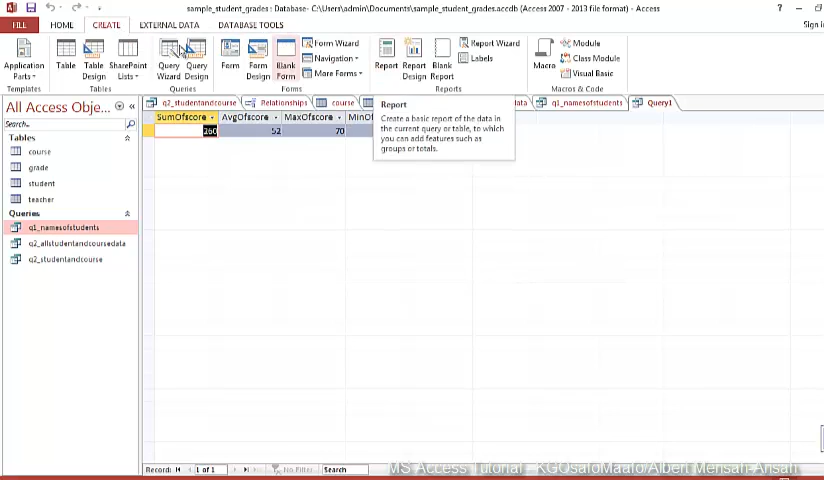 sample_student_grades : Database- C:\Users\admin\Documents\sample_student_grades.accdb (Access 2007 - 2013 file format) - Access
FILE HOME CREATE EXTERNAL DATA DATABASE TOOLS Sign i
Application Parts Table Table Design SharePoint Lists Query Wizard Query Design Form Form Design Blank Form Form Wizard Navigation More Forms Report Report Design Blank Report Report Wizard Labels Macro Module Class Module Visual Basic
Templates Tables Queries Forms Reports Macros & Code
All Access Obje...
Search..
Tables
course
grade
student
teacher
Queries
q1_namesofstudents
q2_allstudentandcoursedata
q2_studentandcourse
q2_studentandcourse Relationships course data q1_namesofstudents Query1
SumOfscore AvgOfscore MaxOfscore MinO
260 52 70
Report
Create a basic report of the data in
the current query or table, to which
you can add features such as
groups or totals.
Record: 1 of 1 No Filter Search
MS Access Tutorial - KGOsafoMaafo/Albert Mensah-Ansah